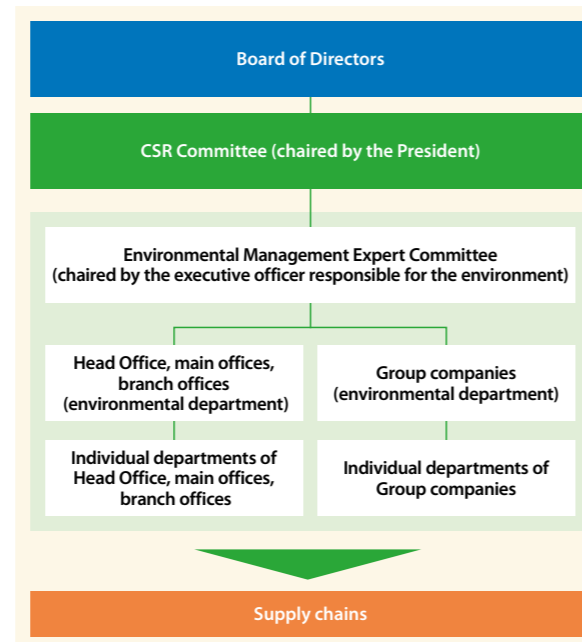 Board of Directors
CSR Committee (chaired by the President)
Environmental Management Expert Committee
(chaired by the executive officer responsible for the environment)
Head Office, main offices,
branch offices
(environmental department)
Group companies
(environmental department)
Individual departments of
Head Office, main offices,
branch offices
Individual departments of
Group companies
Supply chains